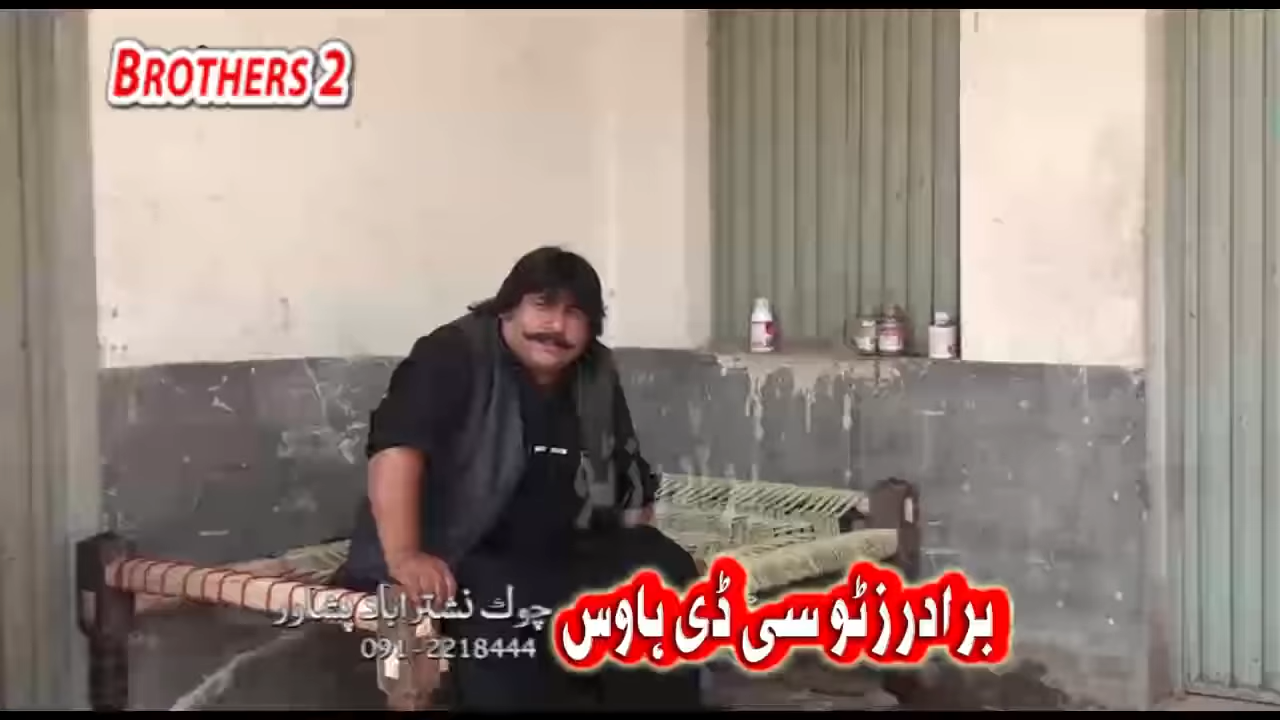 BROTHERS 2
برادرز ٹو سی ڈی ہاوس
چوک نشتر اباد پشاور
091-2218444